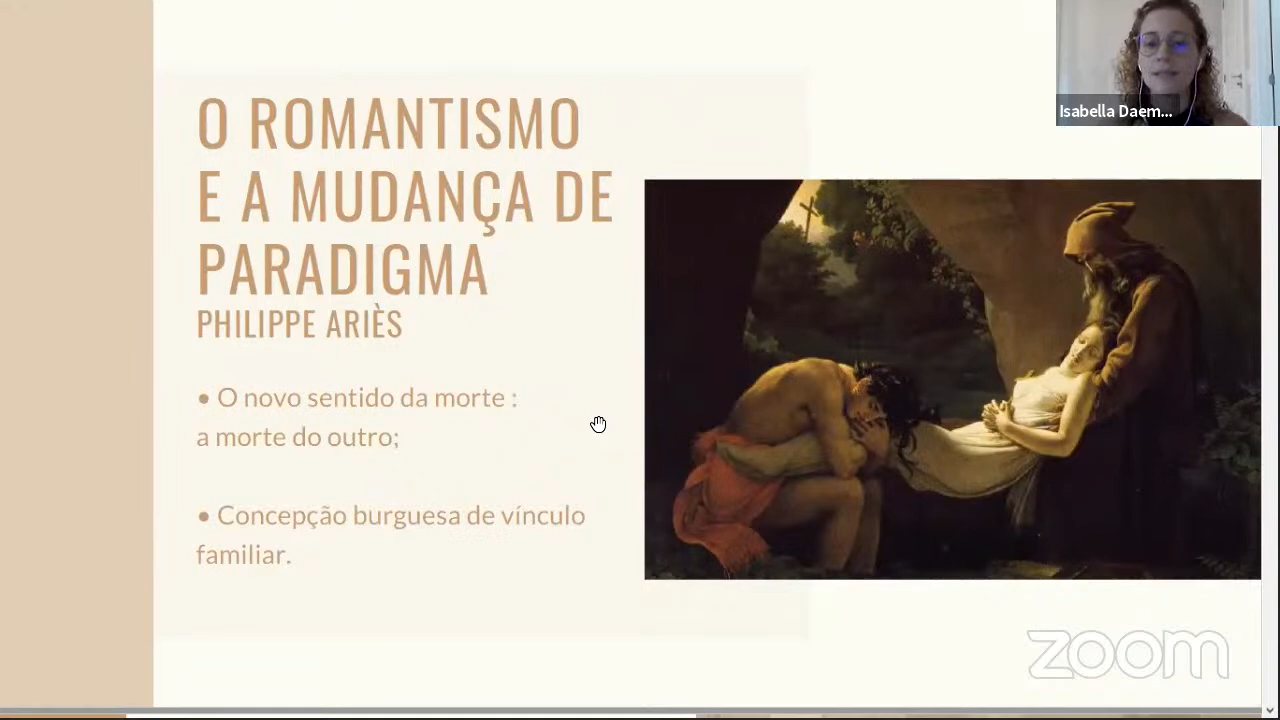 O ROMANTISMO
E A MUDANÇA DE
PARADIGMA
PHILIPPE ARIÈS
• O novo sentido da morte :
a morte do outro;
• Concepção burguesa de vínculo
familiar.
Isabella Daem...
zoom